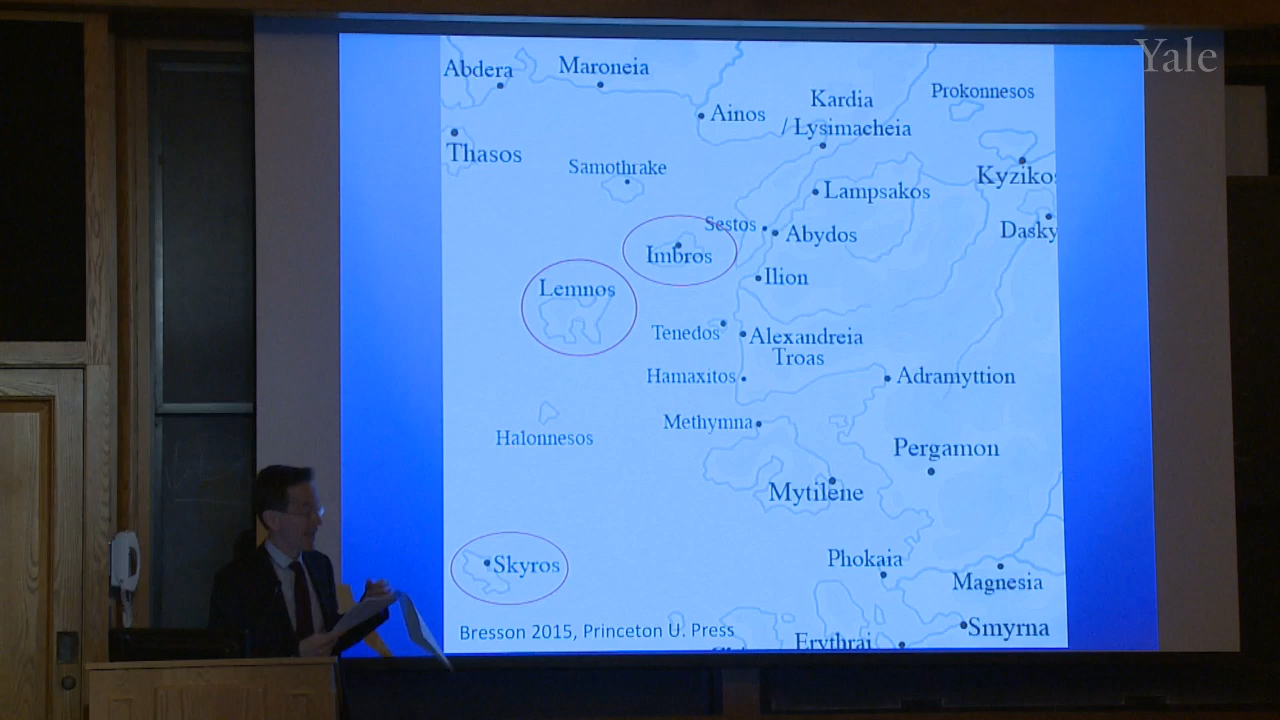 Yale
Abdera
Maroneia
Ainos
Kardia
/ Lysimacheia
Prokonnesos
Thasos
Samothrake
Lampsakos
Kyziko
Sestos
Abydos
Dasky
Imbros
Ilion
Lemnos
Tenedos
Alexandreia
Troas
Hamaxitos
Adramyttion
Methymna
Halonnesos
Pergamon
Mytilene
Skyros
Phokaia
Magnesia
Smyrna
Erythrai
Bresson 2015, Princeton U. Press